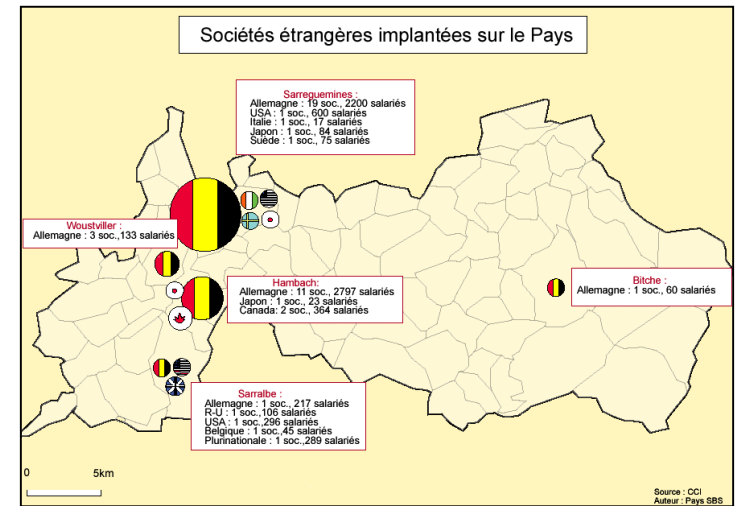 Sociétés étrangères implantées sur le Pays
Sarreguemines :
Allemagne : 19 soc., 2200 salariés
USA : 1 soc., 600 salariés
Italie : 1 soc., 17 salariés
Japon : 1 soc., 84 salariés
Suède : 1 soc., 75 salariés
Woustviller :
Allemagne : 3 soc.,133 salariés
Hambach:
Allemagne : 11 soc., 2797 salariés
Japon : 1 soc., 23 salariés
Canada: 2 soc., 364 salariés
Bitche :
Allemagne : 1 soc., 60 salariés
Sarralbe :
Allemagne : 1 soc., 217 salariés
R-U : 1 soc.,106 salariés
USA : 1 soc.,296 salariés
Belgique : 1 soc.,45 salariés
Plurinationale : 1 soc.,289 salariés
0 5km
Source : CCI
Auteur : Pays SBS